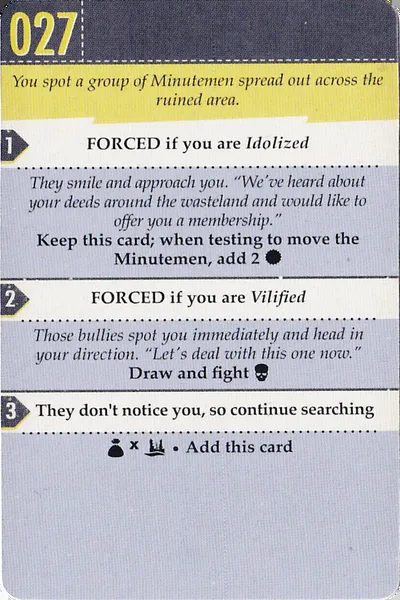 027
You spot a group of Minutemen spread out across the
ruined area.
1
FORCED if you are Idolized
They smile and approach you. “We’ve heard about
your deeds around the wasteland and would like to
offer you a membership.”
Keep this card; when testing to move the
Minutemen, add 2
2
FORCED if you are Vilified
Those bullies spot you immediately and head in
your direction. “Let’s deal with this one now.”
Draw and fight
3
They don't notice you, so continue searching
x • Add this card